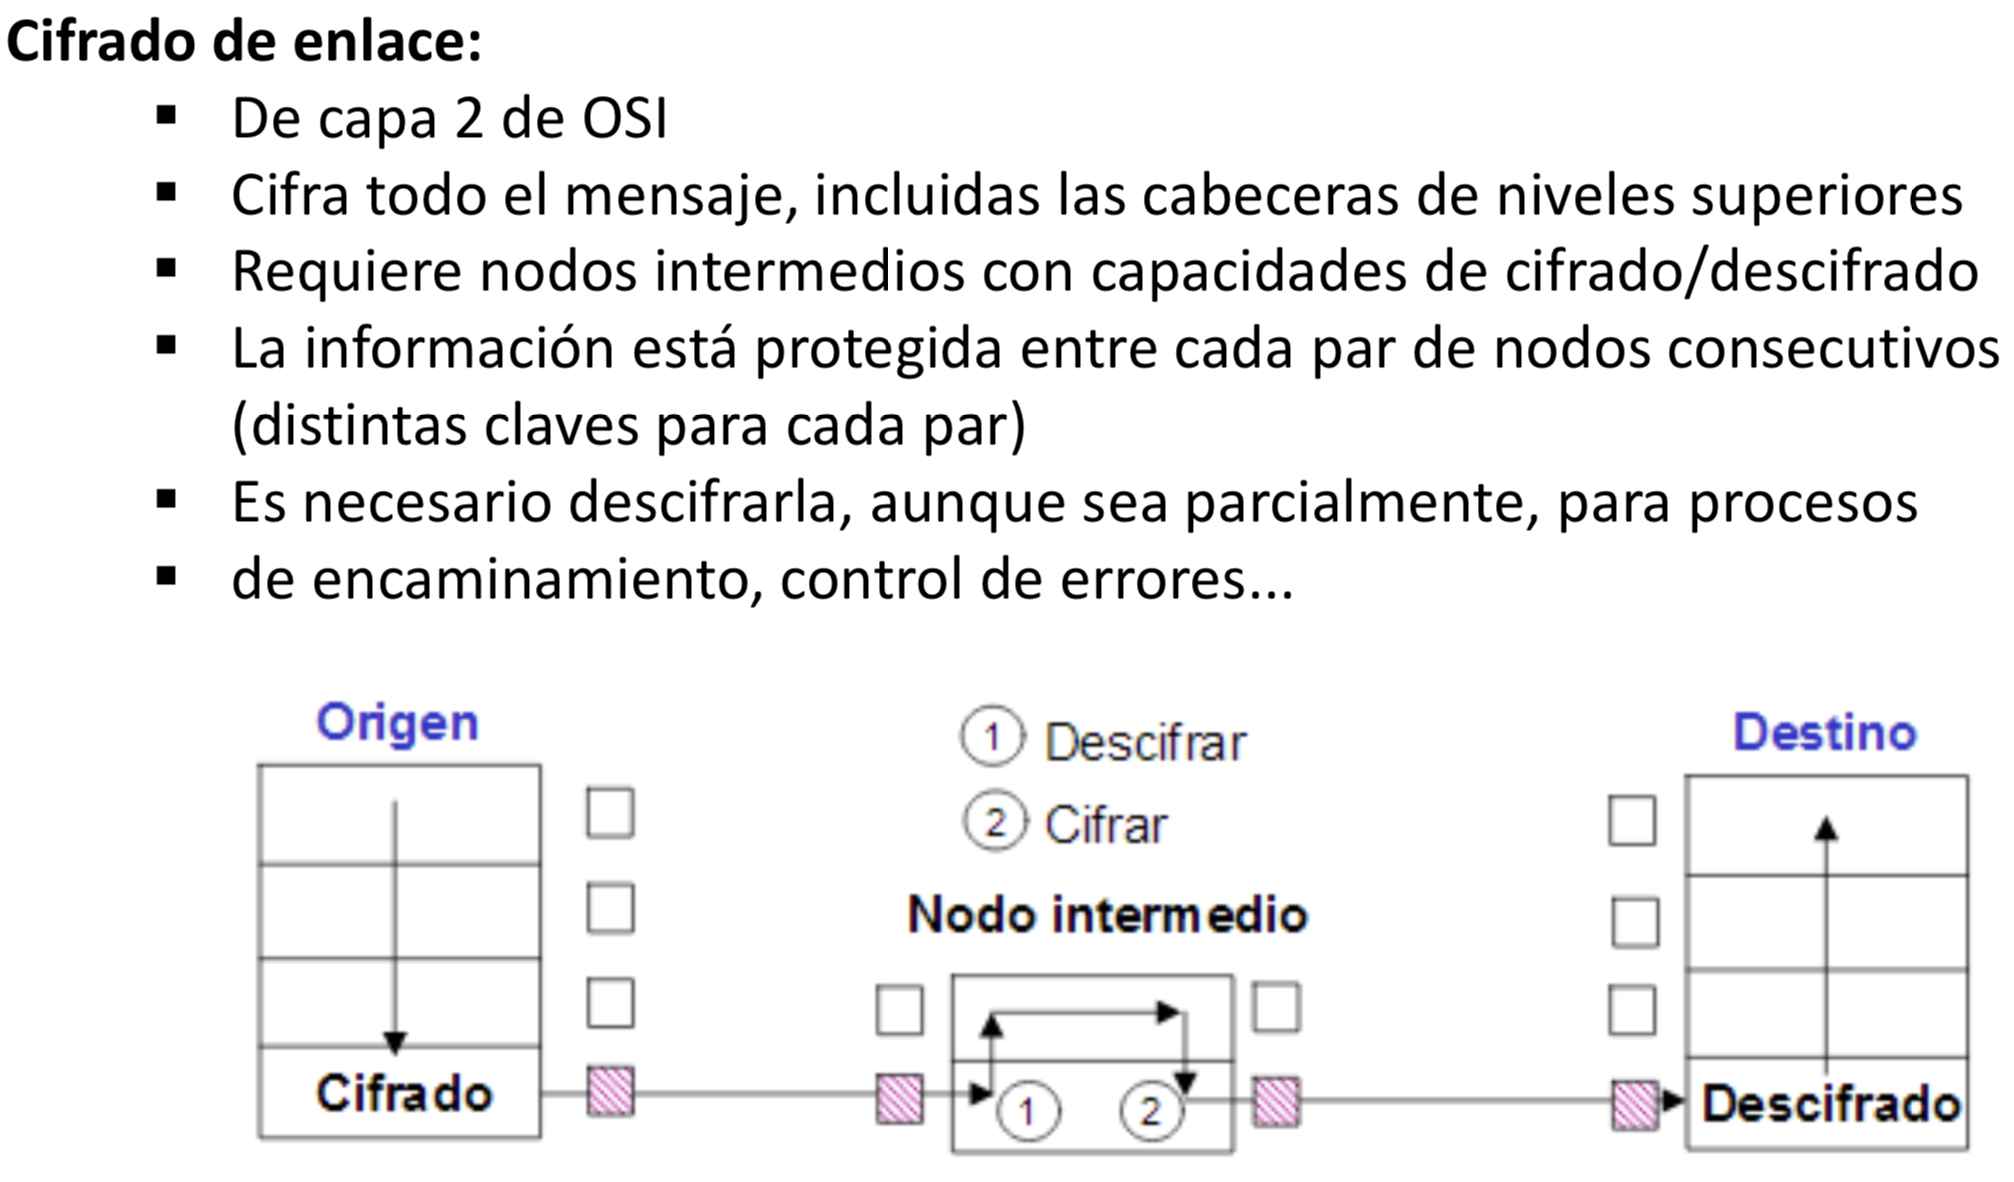 Cifrado de enlace:
▪ De capa 2 de OSI
▪ Cifra todo el mensaje, incluidas las cabeceras de niveles superiores
▪ Requiere nodos intermedios con capacidades de cifrado/descifrado
▪ La información está protegida entre cada par de nodos consecutivos
(distintas claves para cada par)
▪ Es necesario descifrarla, aunque sea parcialmente, para procesos
▪ de encaminamiento, control de errores...
Origen
1 Descifrar
Destino
2 Cifrar
Nodo intermedio
Cifrado
1 2
Descifrado